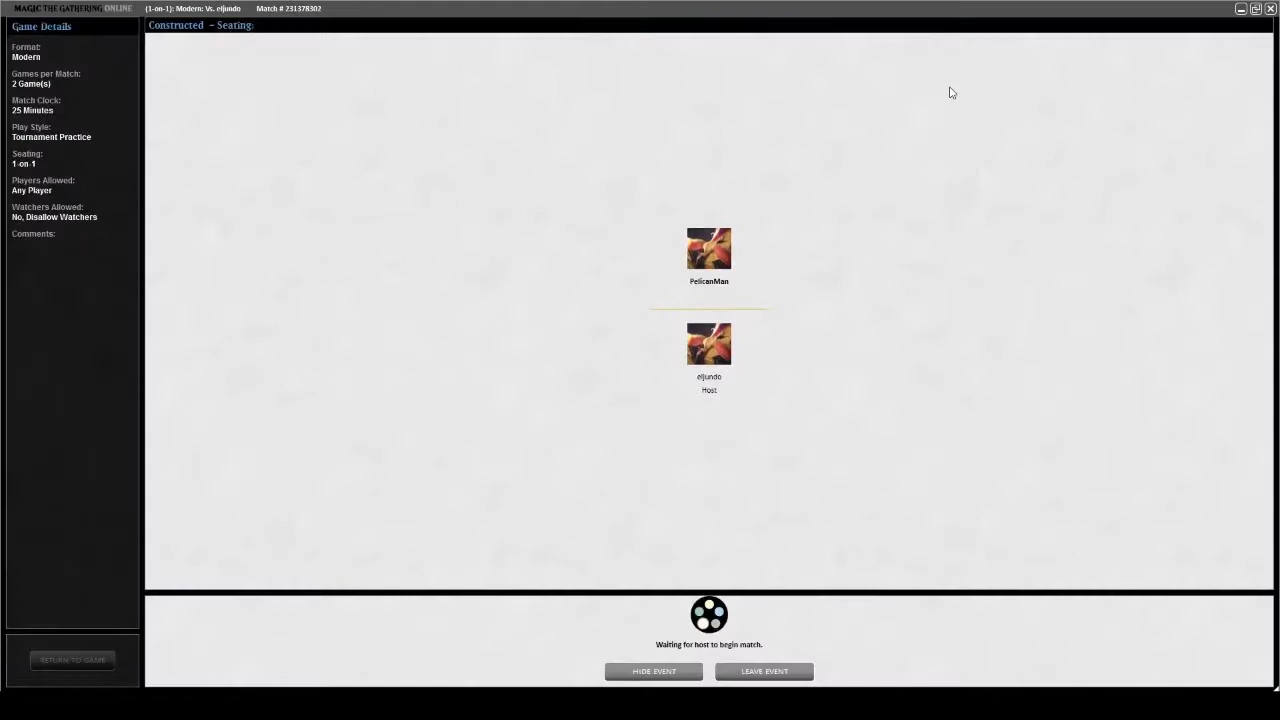 MAGIC THE GATHERING ONLINE (1-on-1): Modern: Vs. eljundo Match # 231378302
Game Details
Format:
Modern
Games per Match:
2 Game(s)
Match Clock:
25 Minutes
Play Style:
Tournament Practice
Seating:
1-on-1
Players Allowed:
Any Player
Watchers Allowed:
No, Disallow Watchers
Comments:
RETURN TO GAME
Constructed - Seating:
PelicanMan
eljundo
Host
Waiting for host to begin match.
HIDE EVENT LEAVE EVENT